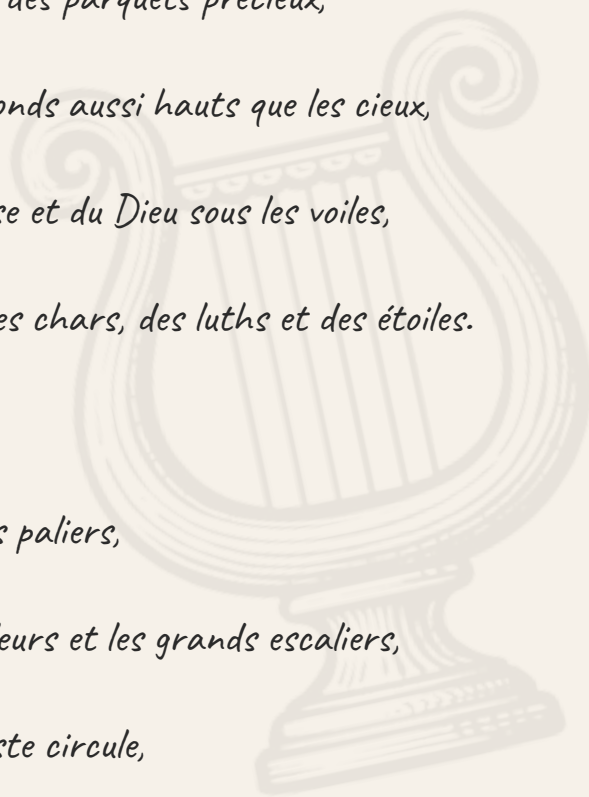 des parquets précieux,
onds aussi hauts que les cieux,
se et du Dieu sous les voiles,
es chars, des luths et des étoiles.
s paliers,
eurs et les grands escaliers,
ste circule,